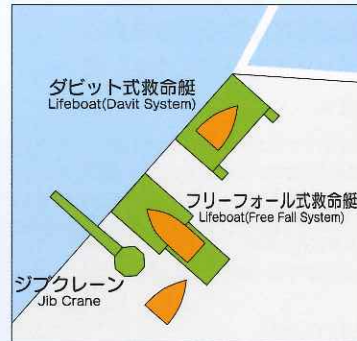 ダビット式救命艇
Lifeboat(Davit System)
フリーフォール式救命艇
Lifeboat(Free Fall System)
ジブクレーン
Jib Crane